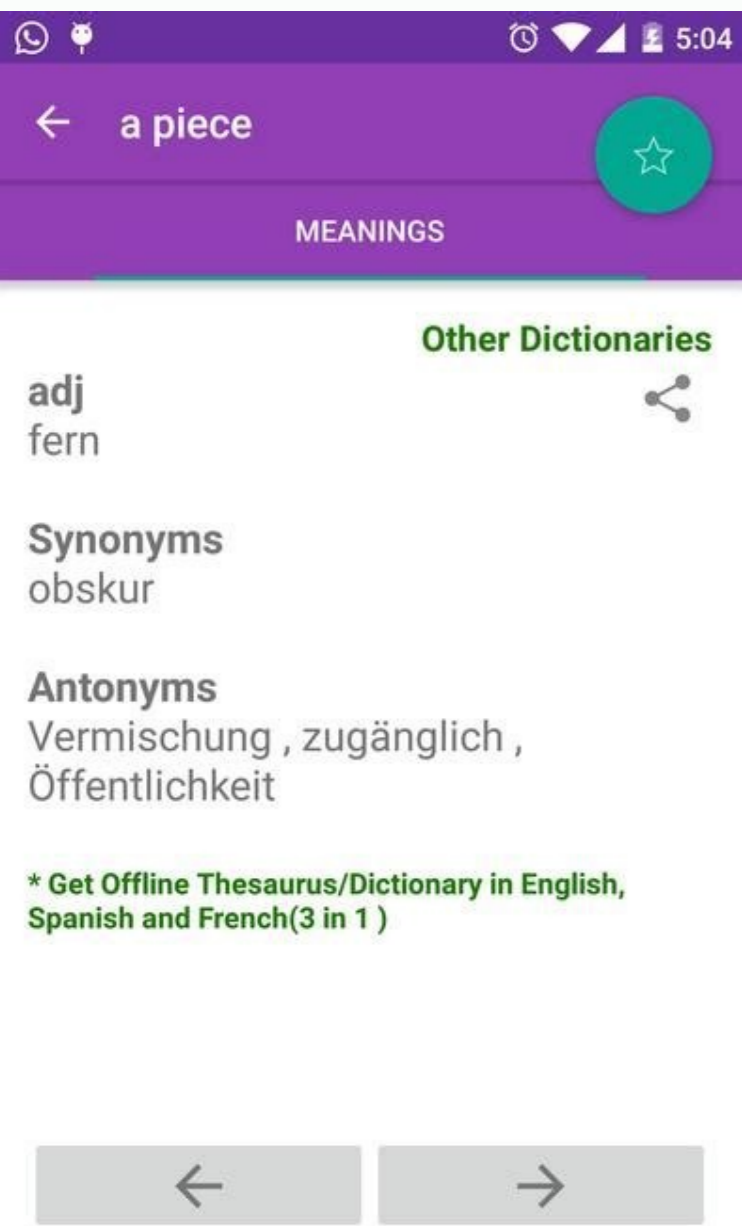 5:04
a piece
MEANINGS
Other Dictionaries
adj
fern
Synonyms
obskur
Antonyms
Vermischung , zugänglich ,
Öffentlichkeit
* Get Offline Thesaurus/Dictionary in English,
Spanish and French(3 in 1 )